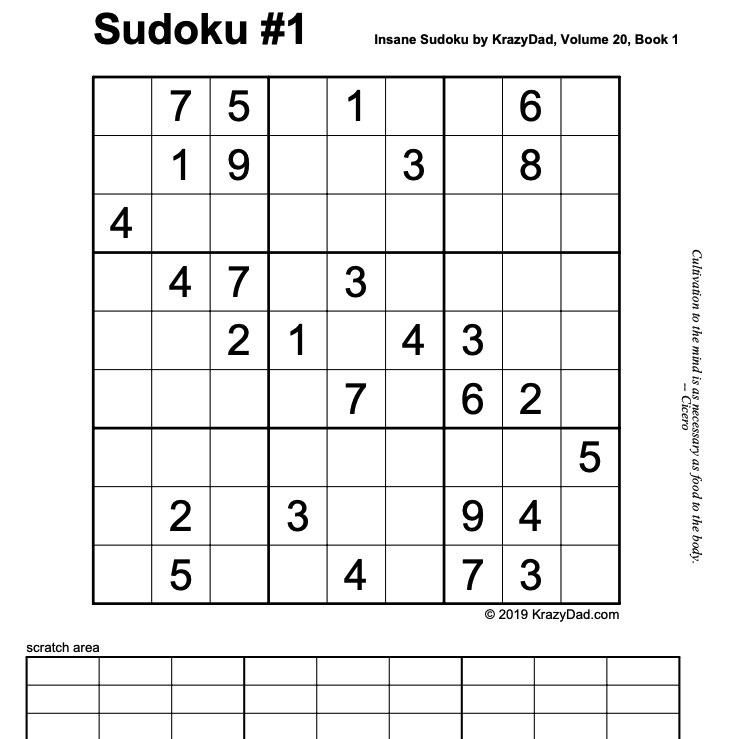 Sudoku #1
Insane Sudoku by KrazyDad, Volume 20, Book 1
7 5 1 6
1 9 3 8
4
4 7 3
2 1 4 3
7 6 2
5
2 3 9 4
5 4 7 3
© 2019 KrazyDad.com
Cultivation to the mind is as necessary as food to the body.
-- Cicero
scratch area